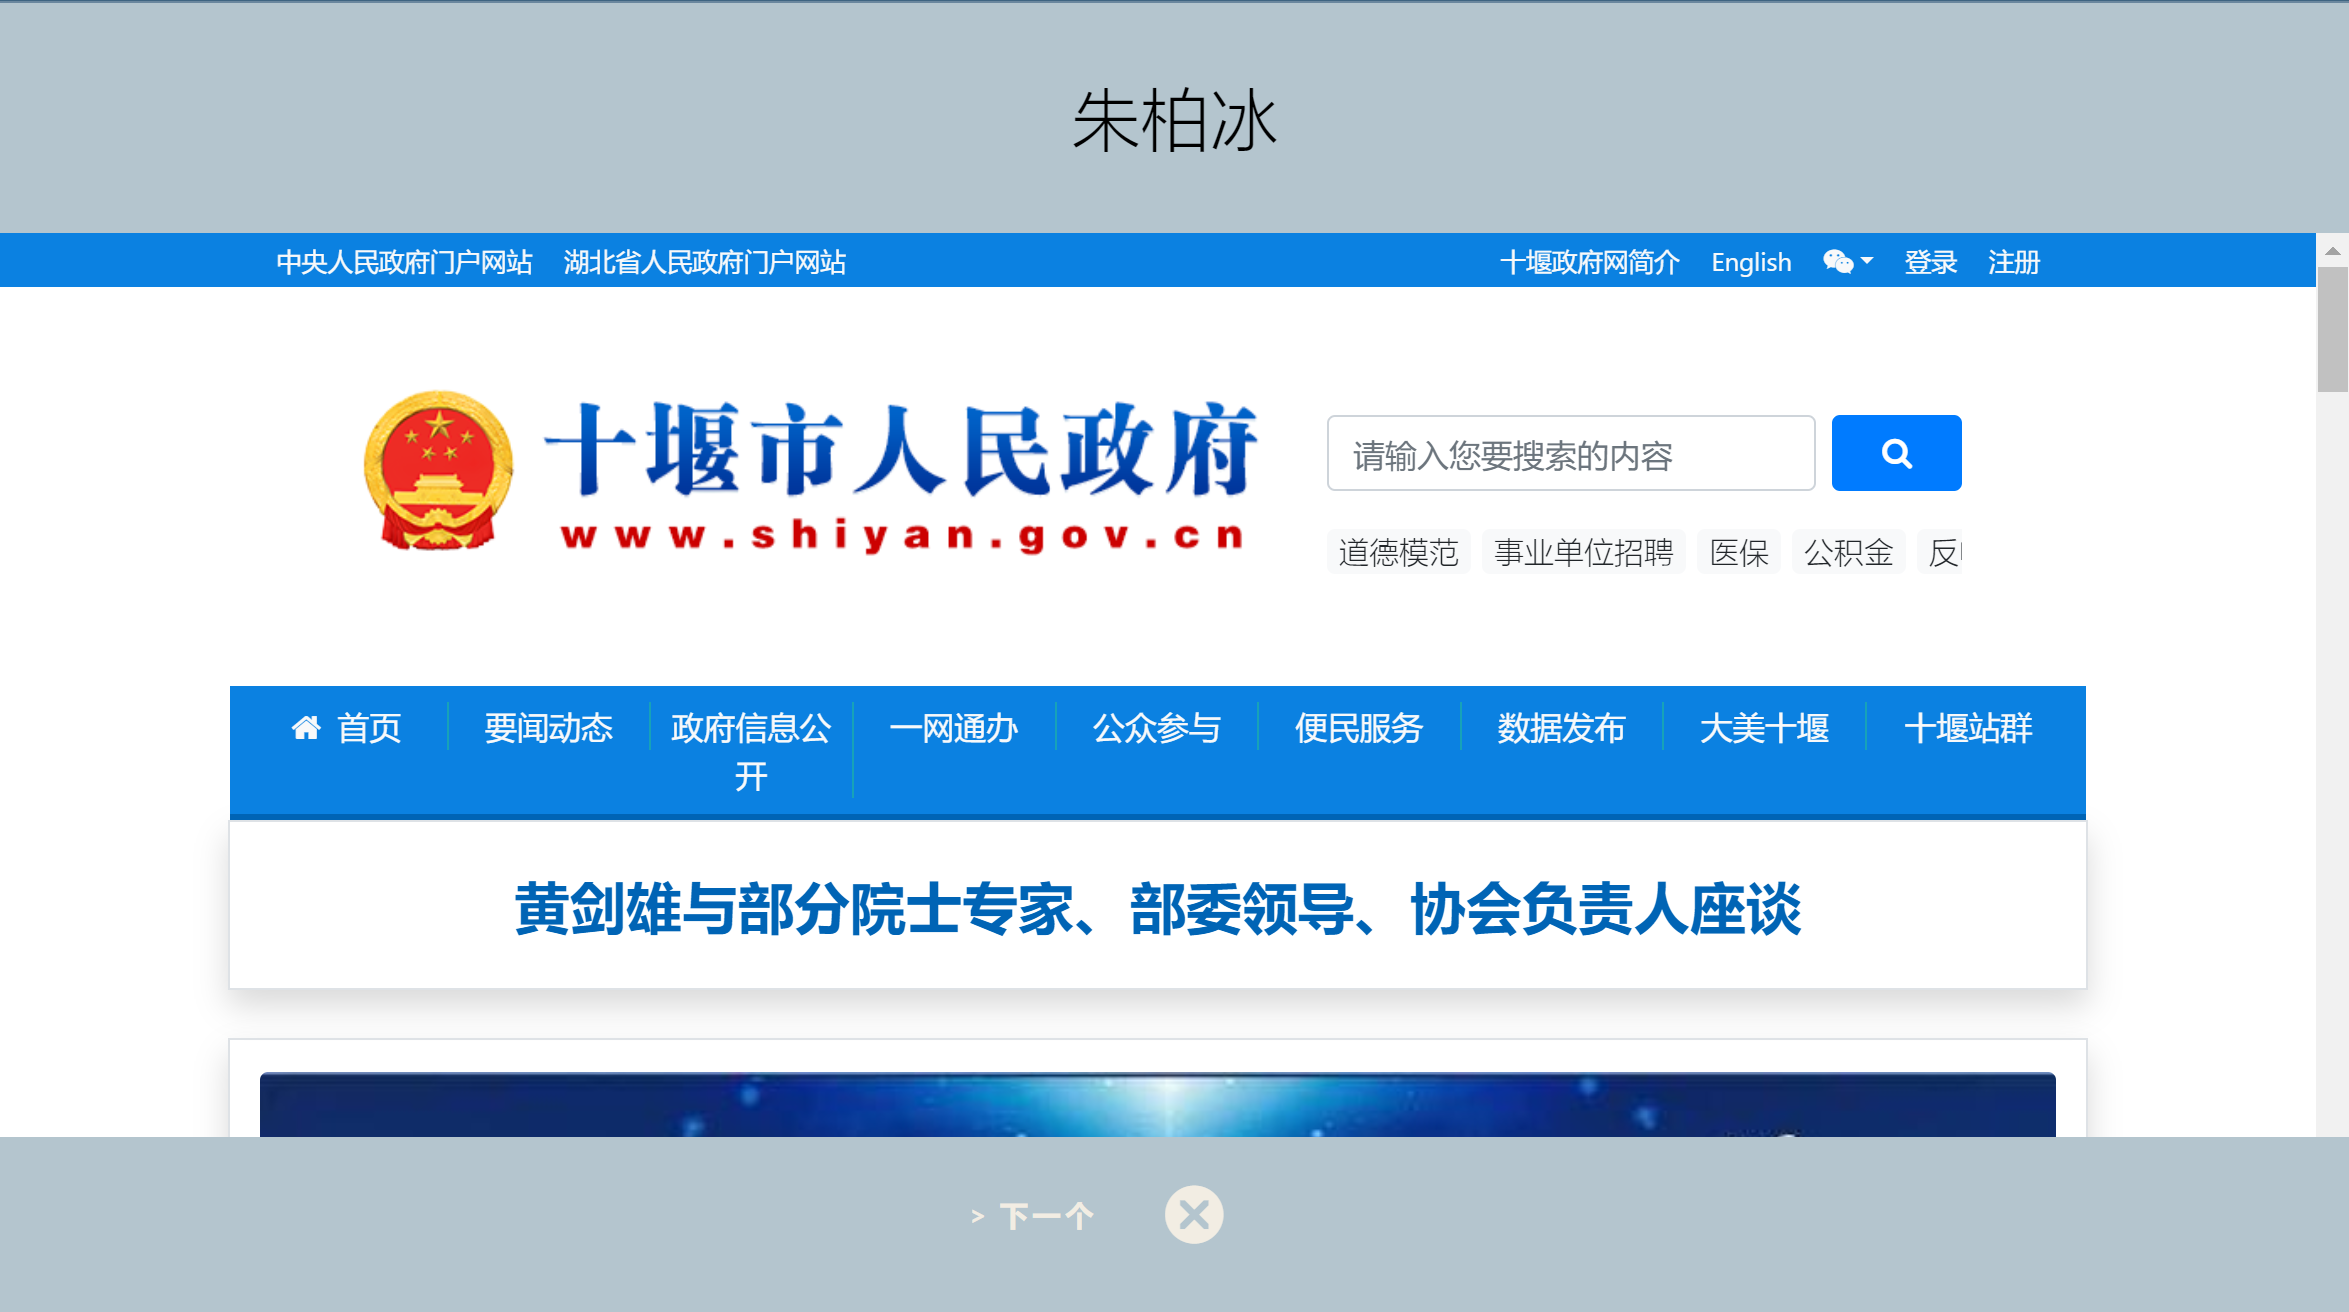 朱柏冰
中央人民政府门户网站 湖北省人民政府门户网站 十堰政府网简介 English 登录 注册
十堰市人民政府
www.shiyan.gov.cn
请输入您要搜索的内容
道德模范 事业单位招聘 医保 公积金 反
首页 要闻动态 政府信息公开 一网通办 公众参与 便民服务 数据发布 大美十堰 十堰站群
黄剑雄与部分院士专家、部委领导、协会负责人座谈
> 下一个